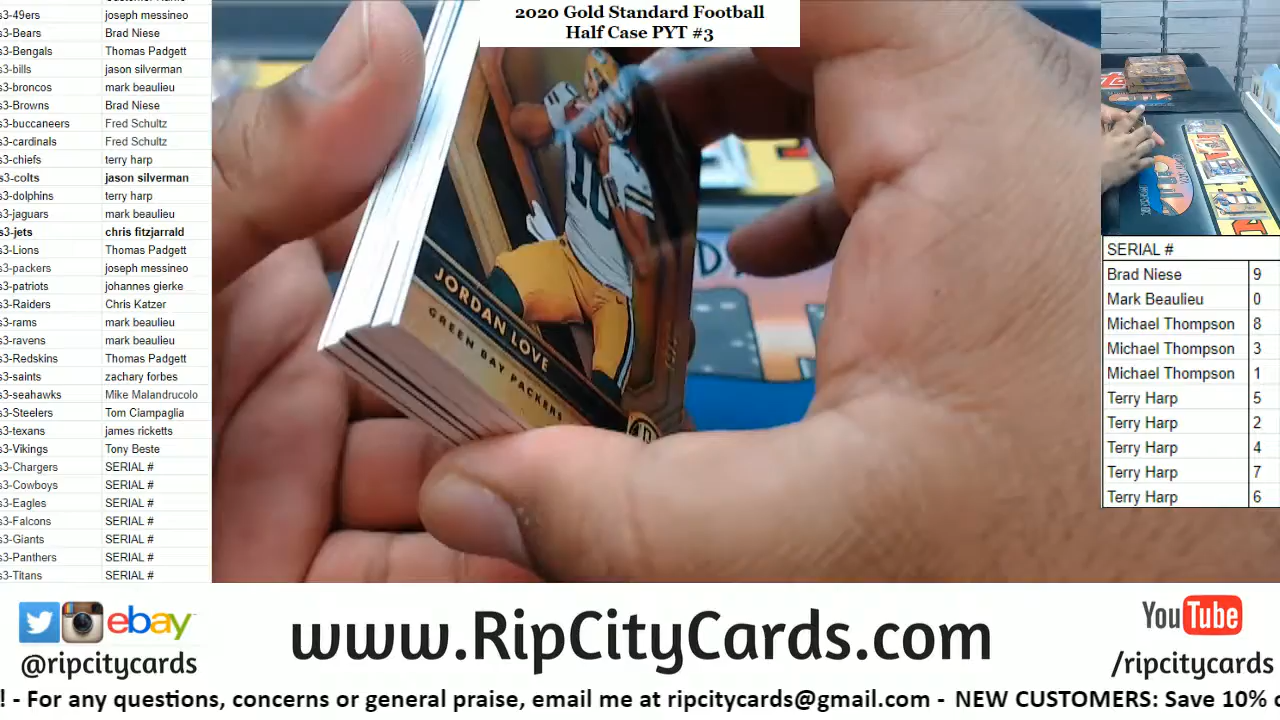 2020 Gold Standard Football
Half Case PYT #3
s3-49ers joseph messineo
s3-Bears Brad Niese
s3-Bengals Thomas Padgett
s3-bills jason silverman
s3-broncos mark beaulieu
s3-Browns Brad Niese
s3-buccaneers Fred Schultz
s3-cardinals Fred Schultz
s3-chiefs terry harp
s3-colts jason silverman
s3-dolphins terry harp
s3-jaguars mark beaulieu
s3-jets chris fitzjarrald
s3-Lions Thomas Padgett
s3-packers joseph messineo
s3-patriots johannes gierke
s3-Raiders Chris Katzer
s3-rams mark beaulieu
s3-ravens mark beaulieu
s3-Redskins Thomas Padgett
s3-saints zachary forbes
s3-seahawks Mike Malandrucolo
s3-Steelers Tom Ciampaglia
s3-texans james ricketts
s3-Vikings Tony Beste
s3-Chargers SERIAL #
s3-Cowboys SERIAL #
s3-Eagles SERIAL #
s3-Falcons SERIAL #
s3-Giants SERIAL #
s3-Panthers SERIAL #
s3-Titans SERIAL #
10
JORDAN LOVE
GREEN BAY PACKERS
SERIAL #
Brad Niese 9
Mark Beaulieu 0
Michael Thompson 8
Michael Thompson 3
Michael Thompson 1
Terry Harp 5
Terry Harp 2
Terry Harp 4
Terry Harp 7
Terry Harp 6
ebay
@ripcitycards
www.RipCityCards.com
YouTube
/ripcitycards
! - For any questions, concerns or general praise, email me at ripcitycards@gmail.com - NEW CUSTOMERS: Save 10%